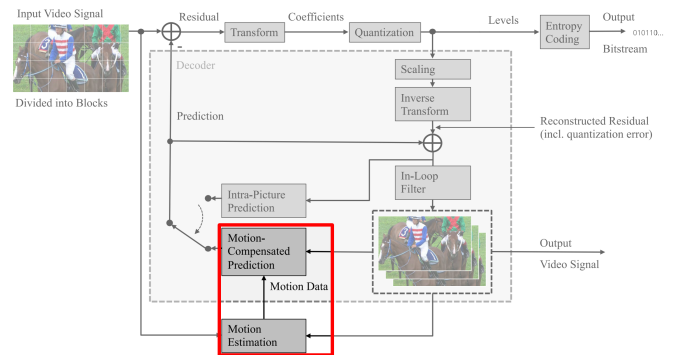 Input Video Signal
Divided into Blocks
Residual
Transform
Coefficients
Quantization
Levels
Entropy
Coding
Output
010110...
Bitstream
-
Decoder
Scaling
Inverse
Transform
Prediction
Reconstructed Residual
(incl. quantization error)
In-Loop
Filter
Intra-Picture
Prediction
Motion-
Compensated
Prediction
Output
Video Signal
Motion Data
Motion
Estimation